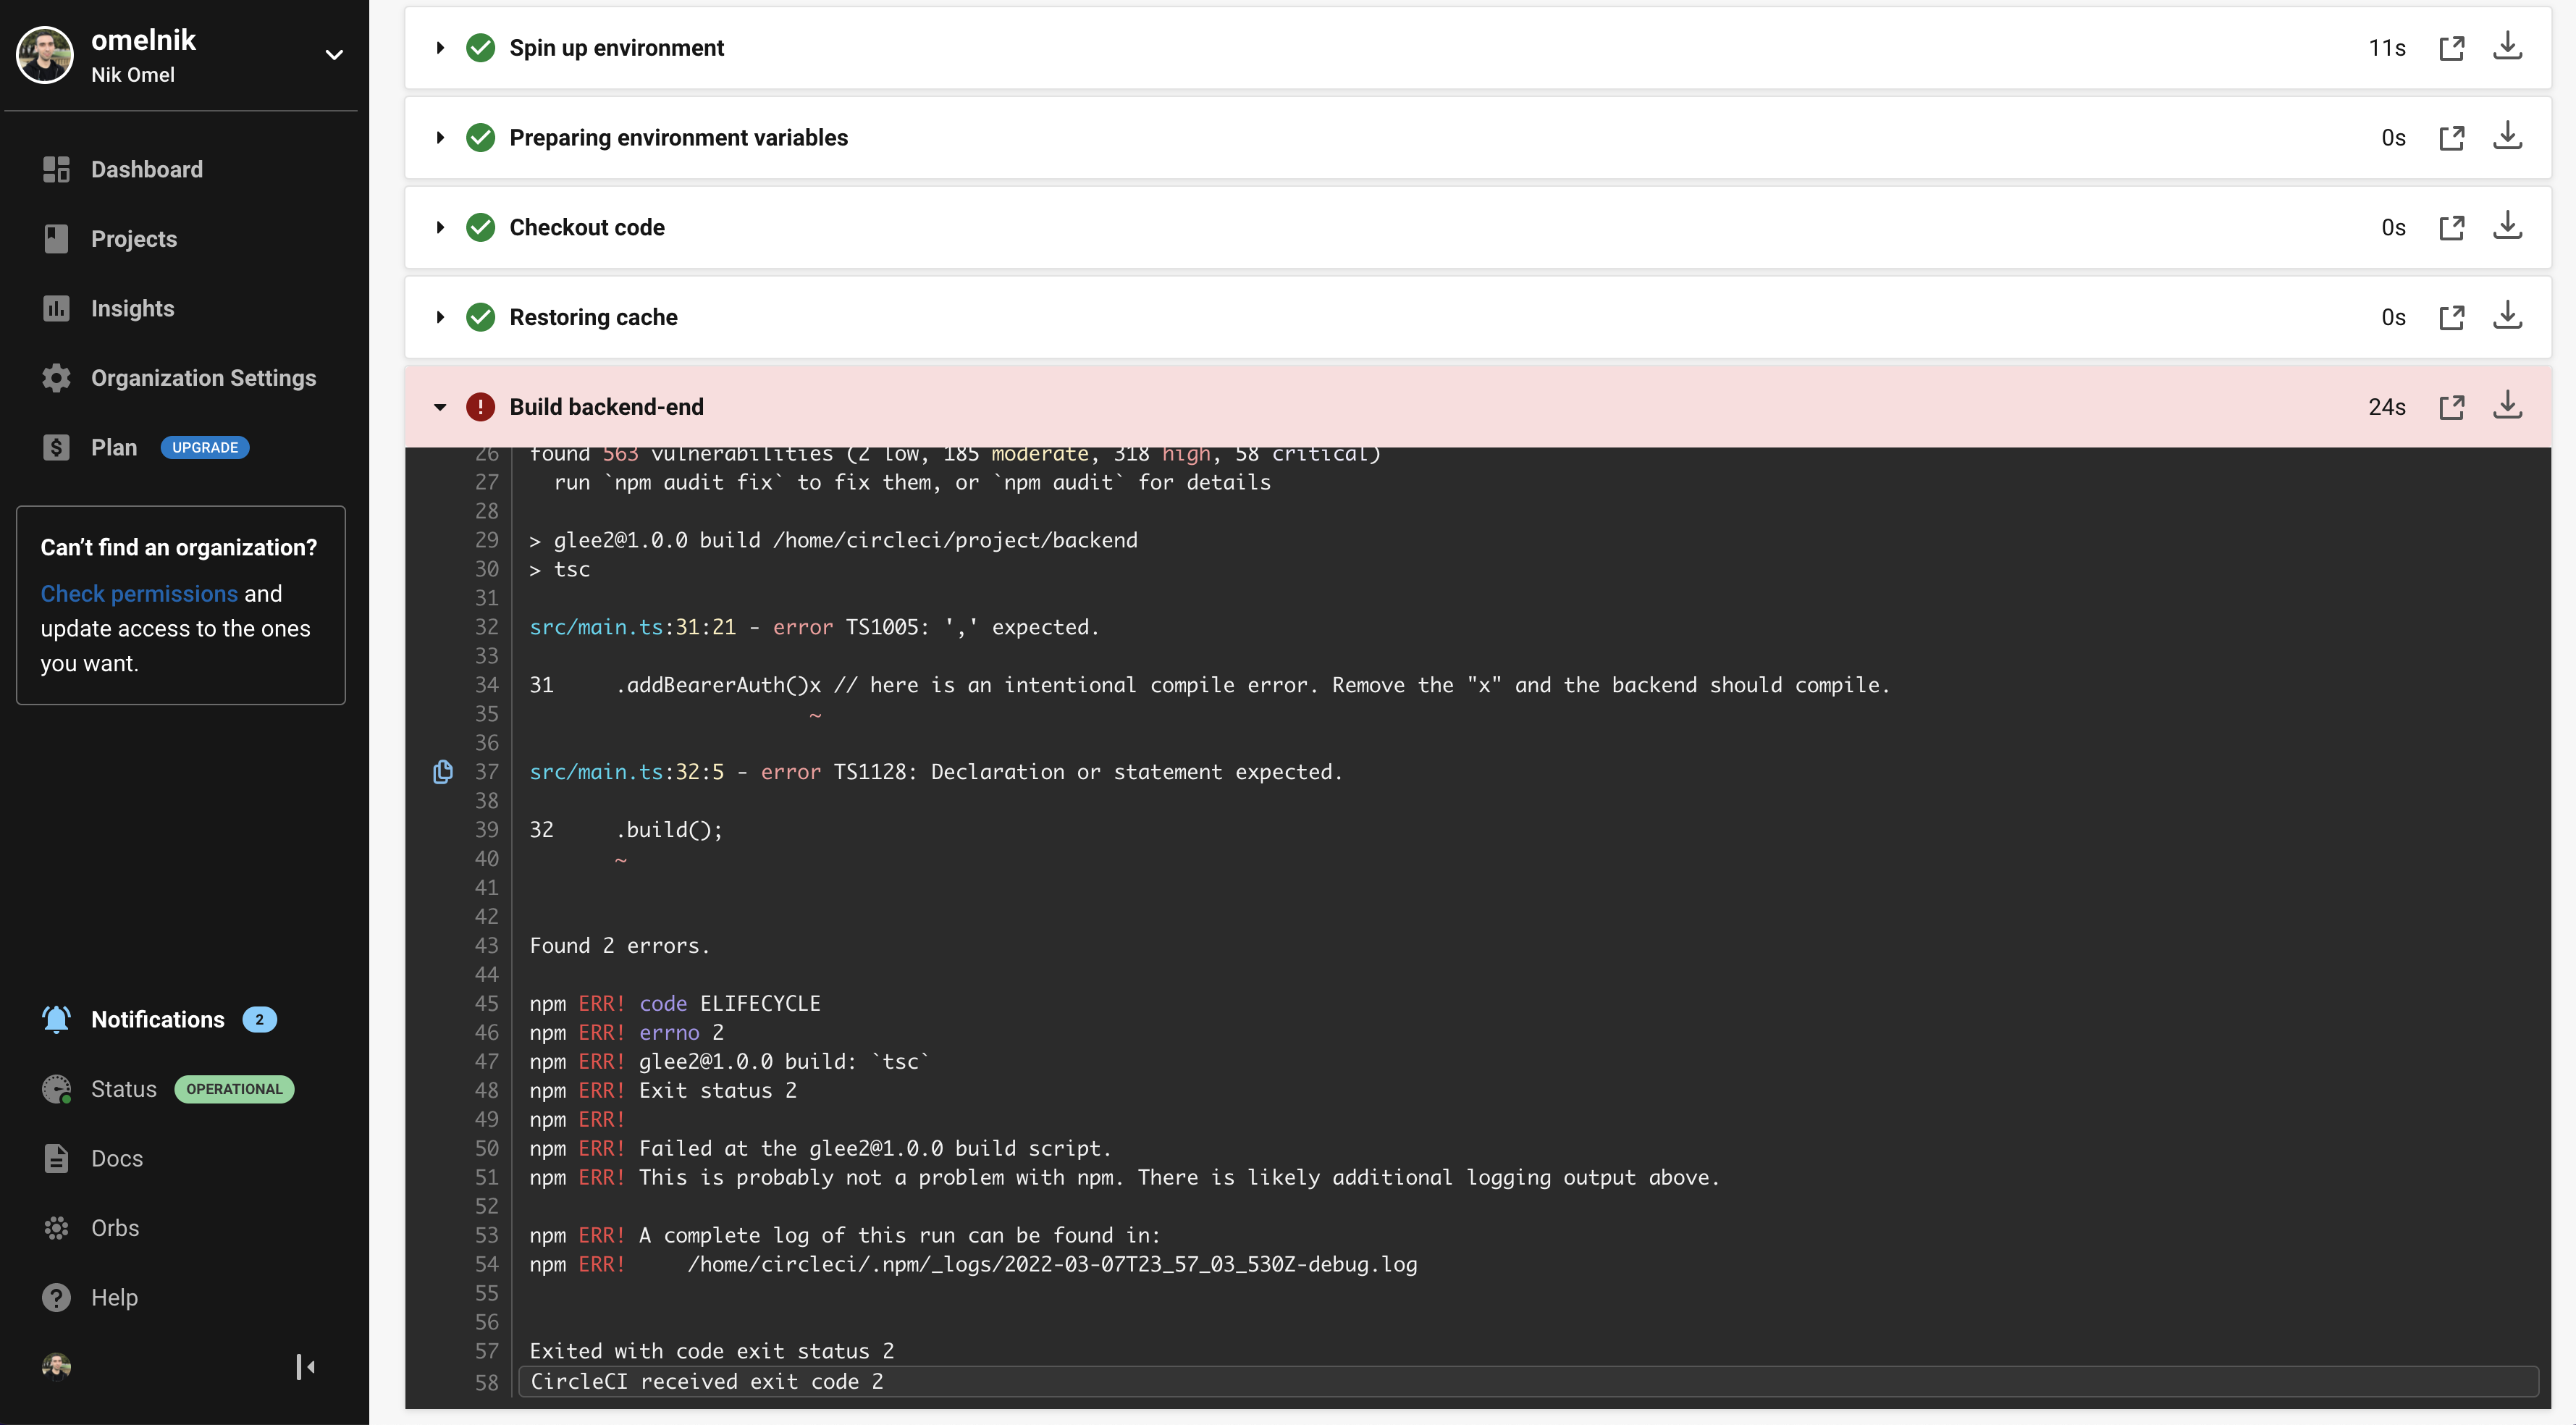 omelnik
Nik Omel
Dashboard
Projects
Insights
Organization Settings
Plan UPGRADE
Can't find an organization?
Check permissions and
update access to the ones
you want.
Notifications 2
Status OPERATIONAL
Docs
Orbs
Help
Spin up environment 11s
Preparing environment variables 0s
Checkout code 0s
Restoring cache 0s
Build backend-end 24s
26 found 563 vulnerabilities (2 low, 185 moderate, 318 high, 58 critical)
27   run `npm audit fix` to fix them, or `npm audit` for details
28
29 > glee2@1.0.0 build /home/circleci/project/backend
30 > tsc
31
32 src/main.ts:31:21 - error TS1005: ',' expected.
33
34 31     .addBearerAuth()x // here is an intentional compile error. Remove the "x" and the backend should compile.
35                        ~
36
37 src/main.ts:32:5 - error TS1128: Declaration or statement expected.
38
39 32     .build();
40        ~
41
42
43 Found 2 errors.
44
45 npm ERR! code ELIFECYCLE
46 npm ERR! errno 2
47 npm ERR! glee2@1.0.0 build: `tsc`
48 npm ERR! Exit status 2
49 npm ERR!
50 npm ERR! Failed at the glee2@1.0.0 build script.
51 npm ERR! This is probably not a problem with npm. There is likely additional logging output above.
52
53 npm ERR! A complete log of this run can be found in:
54 npm ERR!     /home/circleci/.npm/_logs/2022-03-07T23_57_03_530Z-debug.log
55
56
57 Exited with code exit status 2
58 CircleCI received exit code 2